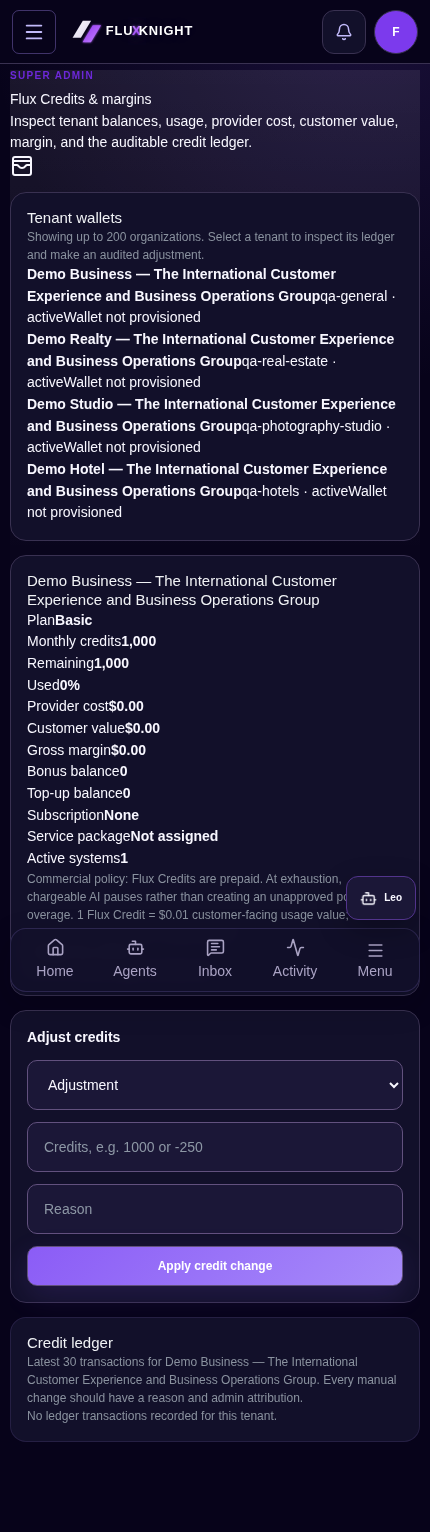 FLUXKNIGHT
F
SUPER ADMIN
Flux Credits & margins
Inspect tenant balances, usage, provider cost, customer value,
margin, and the auditable credit ledger.
Tenant wallets
Showing up to 200 organizations. Select a tenant to inspect its ledger
and make an audited adjustment.
Demo Business — The International Customer
Experience and Business Operations Groupqa-general ·
activeWallet not provisioned
Demo Realty — The International Customer Experience
and Business Operations Groupqa-real-estate ·
activeWallet not provisioned
Demo Studio — The International Customer Experience
and Business Operations Groupqa-photography-studio ·
activeWallet not provisioned
Demo Hotel — The International Customer Experience
and Business Operations Groupqa-hotels · activeWallet
not provisioned
Demo Business — The International Customer
Experience and Business Operations Group
PlanBasic
Monthly credits1,000
Remaining1,000
Used0%
Provider cost$0.00
Customer value$0.00
Gross margin$0.00
Bonus balance0
Top-up balance0
SubscriptionNone
Service packageNot assigned
Active systems1
Commercial policy: Flux Credits are prepaid. At exhaustion,
chargeable AI pauses rather than creating an unapproved
overage. 1 Flux Credit = $0.01 customer-facing usage value,
Leo
Home
Agents
Inbox
Activity
Menu
Adjust credits
Adjustment
Credits, e.g. 1000 or -250
Reason
Apply credit change
Credit ledger
Latest 30 transactions for Demo Business — The International
Customer Experience and Business Operations Group. Every manual
change should have a reason and admin attribution.
No ledger transactions recorded for this tenant.